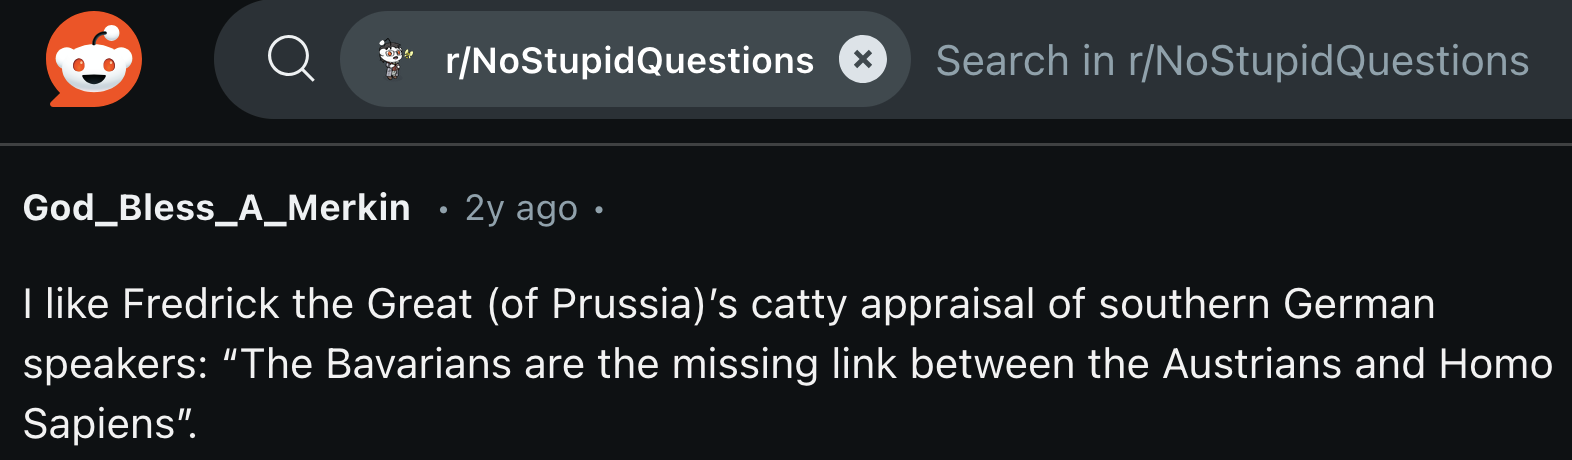 r/NoStupidQuestions Search in r/NoStupidQuestions
God_Bless_A_Merkin • 2y ago •
I like Fredrick the Great (of Prussia)’s catty appraisal of southern German
speakers: “The Bavarians are the missing link between the Austrians and Homo
Sapiens”.